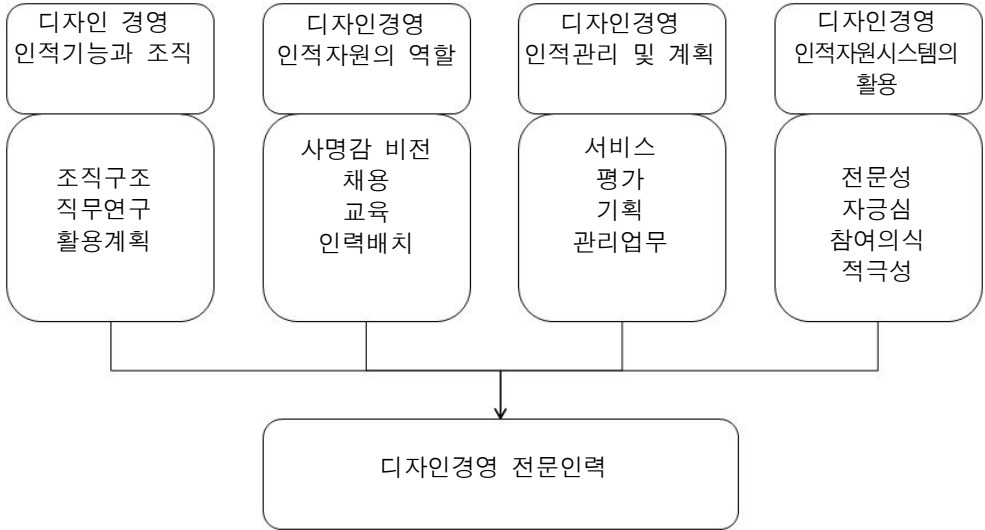 디자인 경영
인적기능과 조직
디자인경영
인적자원의 역할
디자인경영
인적관리 및 계획
디자인경영
인적자원시스템의
활용
조직구조
직무연구
활용계획
사명감 비전
채용
교육
인력배치
서비스
평가
기획
관리업무
전문성
자긍심
참여의식
적극성
디자인경영 전문인력